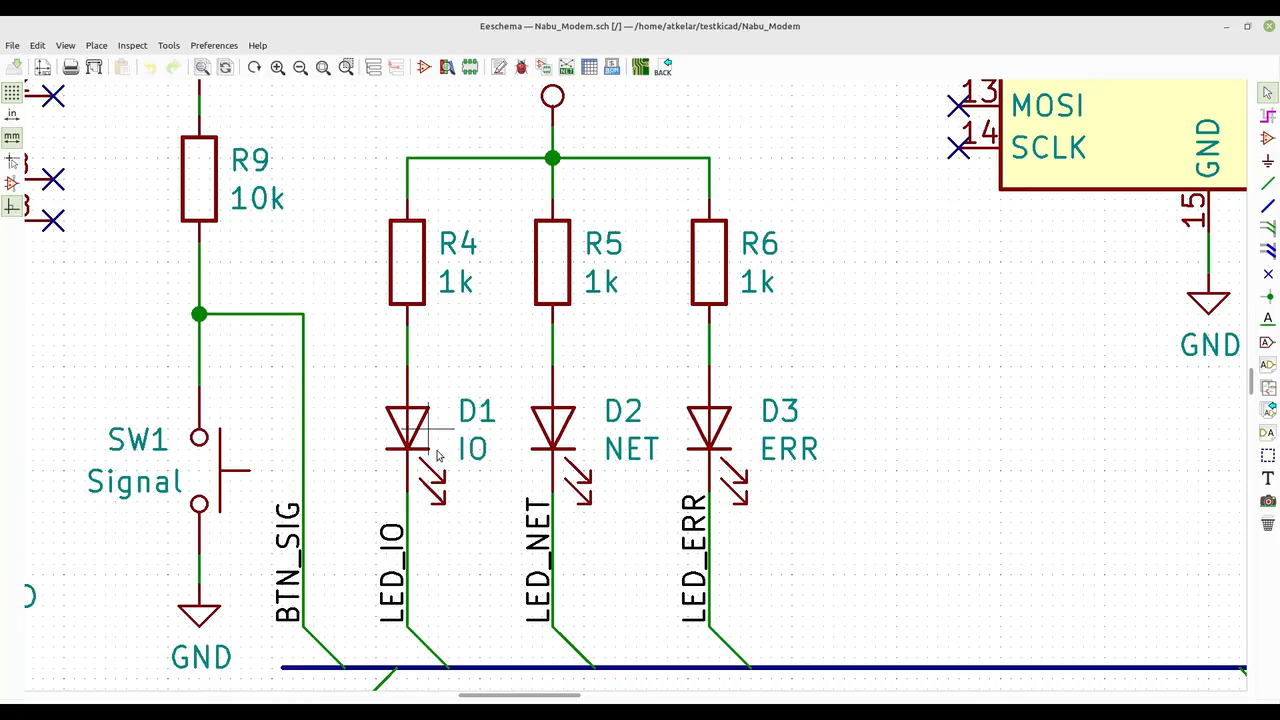 Eeschema — Nabu_Modem.sch [/] — /home/atkelar/testkicad/Nabu_Modem
File Edit View Place Inspect Tools Preferences Help
BACK
in
mm
13
MOSI
14
SCLK
GND
15
GND
R9
10k
R4
1k
R5
1k
R6
1k
D1
IO
D2
NET
D3
ERR
SW1
Signal
GND
BTN_SIG
LED_IO
LED_NET
LED_ERR